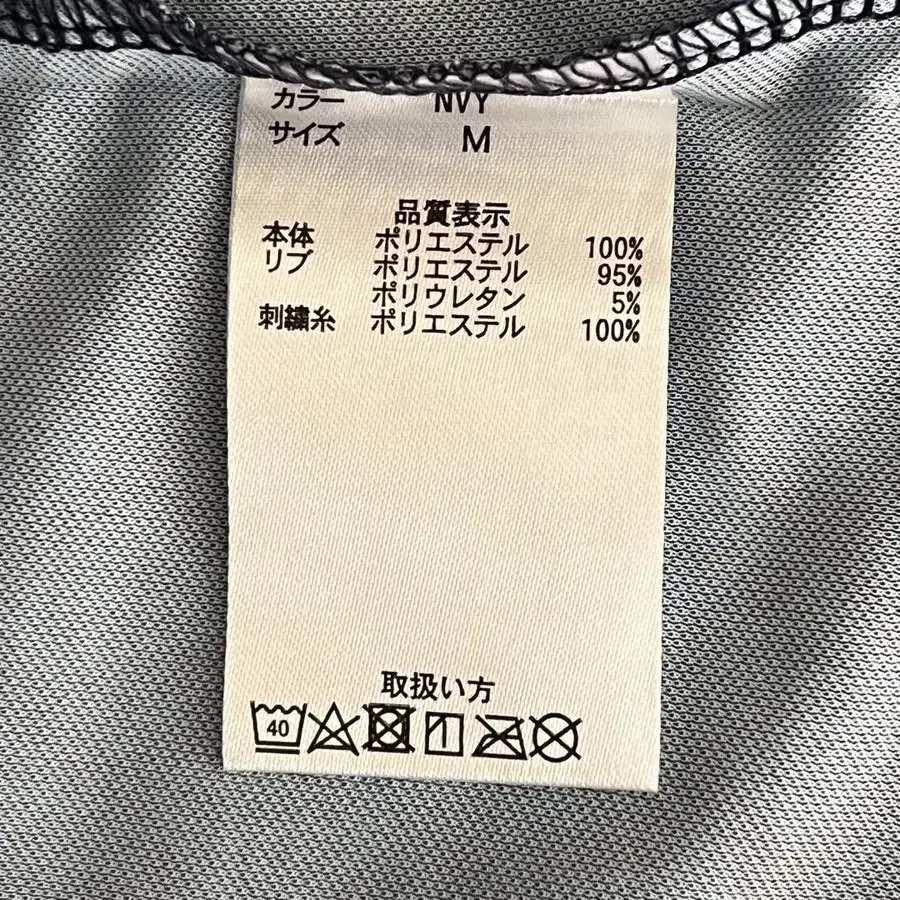 カラー NVY
サイズ M
品質表示
本体 ポリエステル 100%
リブ ポリエステル 95%
ポリウレタン 5%
刺繍糸 ポリエステル 100%
取扱い方
40